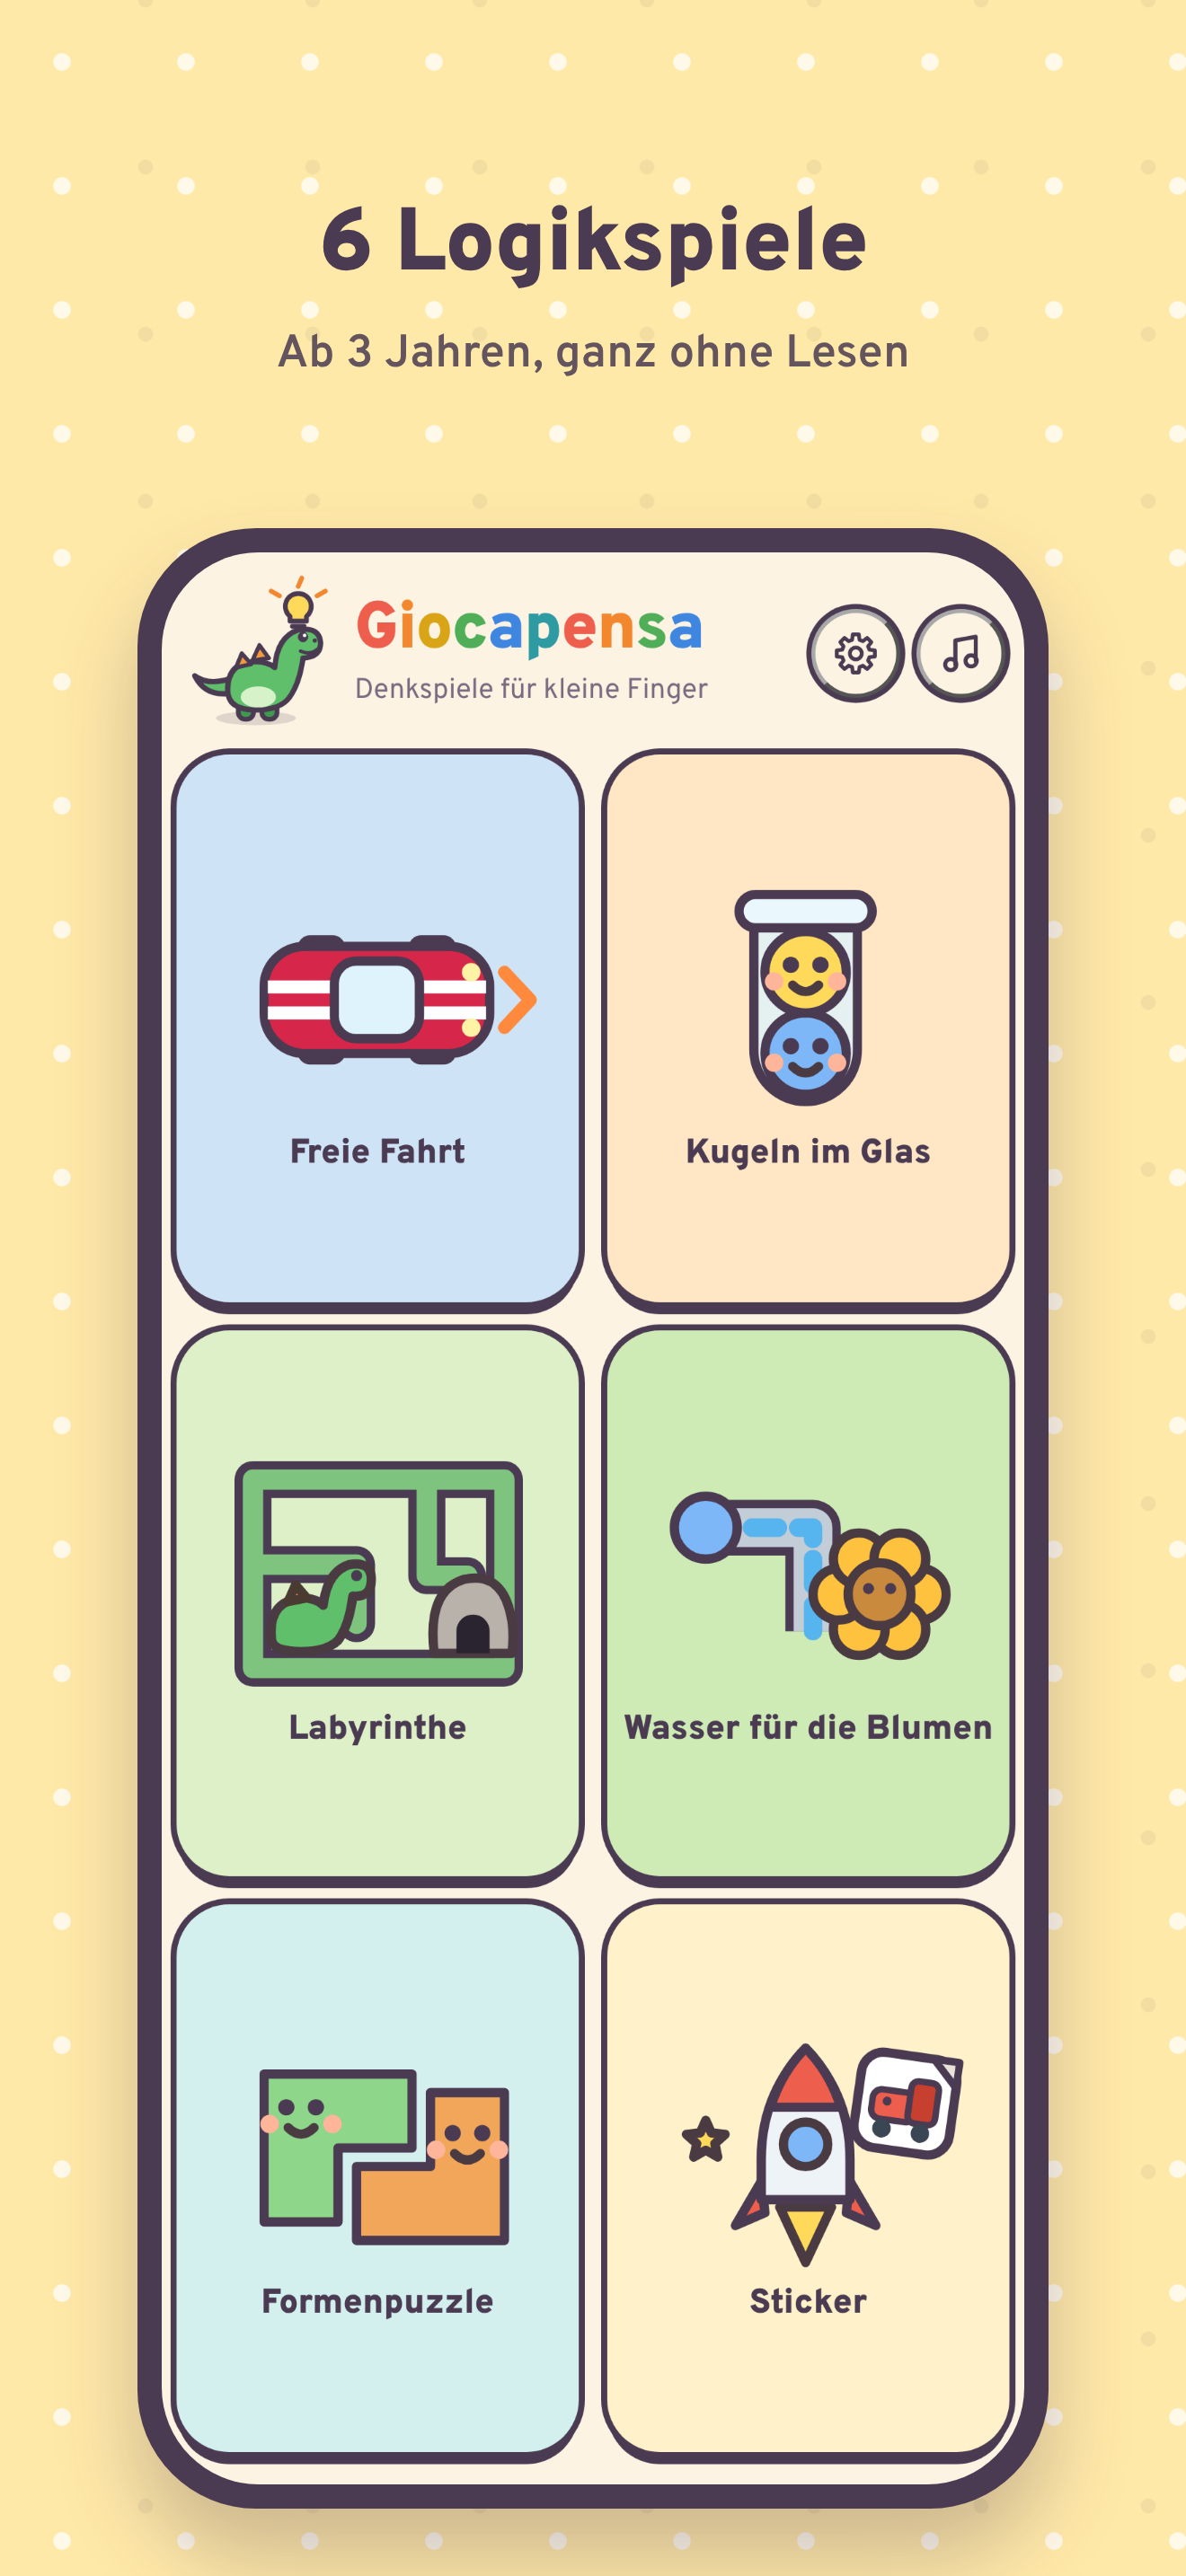 6 Logikspiele
Ab 3 Jahren, ganz ohne Lesen
Giocapensa
Denkspiele für kleine Finger
Freie Fahrt
Kugeln im Glas
Labyrinthe
Wasser für die Blumen
Formenpuzzle
Sticker